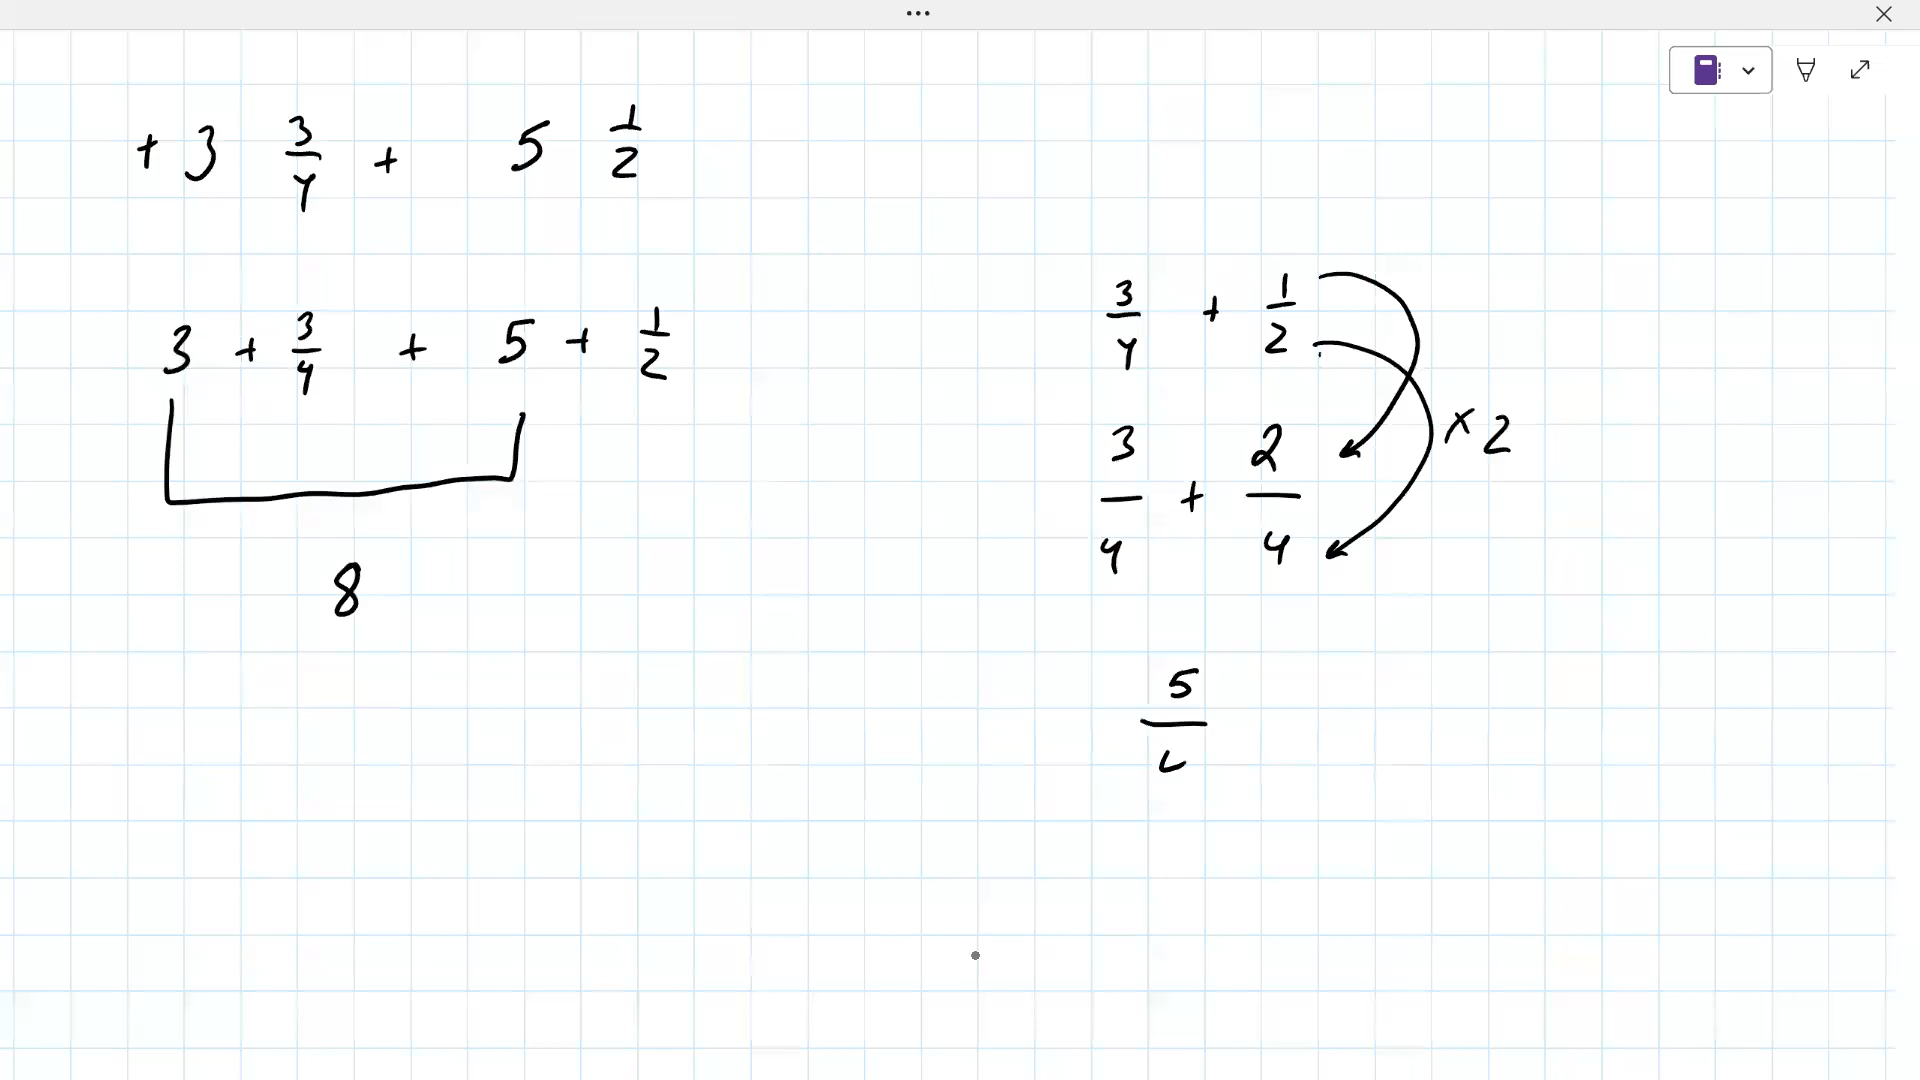 + 3 3/4 + 5 1/2
3 + 3/4 + 5 + 1/2
8
3/4 + 1/2
× 2
3/4 + 2/4
5